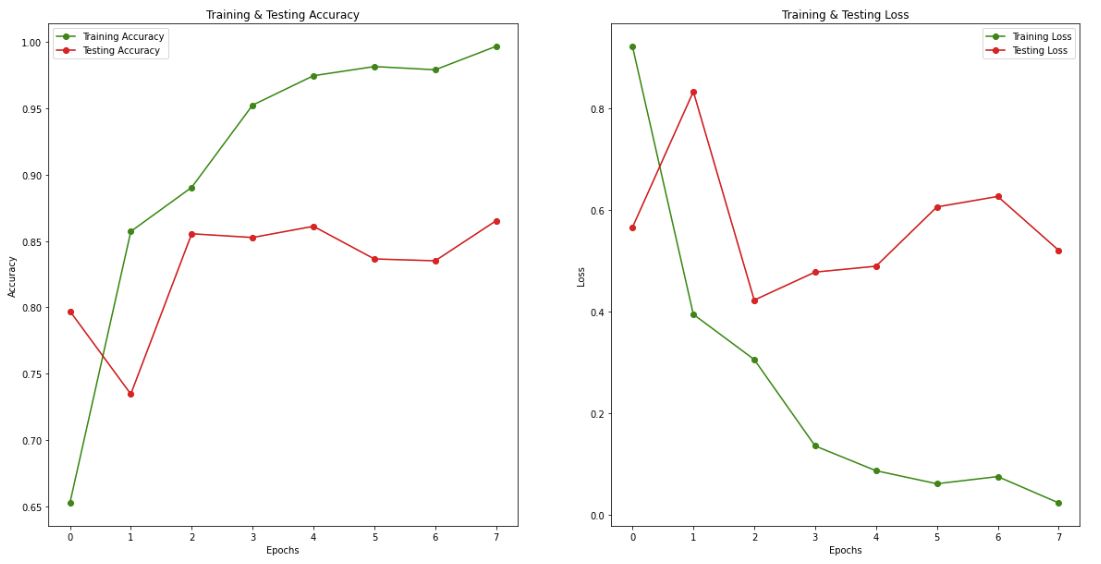 Training & Testing Accuracy
Training Accuracy
Testing Accuracy
1.00
0.95
0.90
0.85
0.80
0.75
0.70
0.65
Accuracy
0 1 2 3 4 5 6 7
Epochs
Training & Testing Loss
Training Loss
Testing Loss
0.8
0.6
0.4
0.2
0.0
Loss
0 1 2 3 4 5 6 7
Epochs